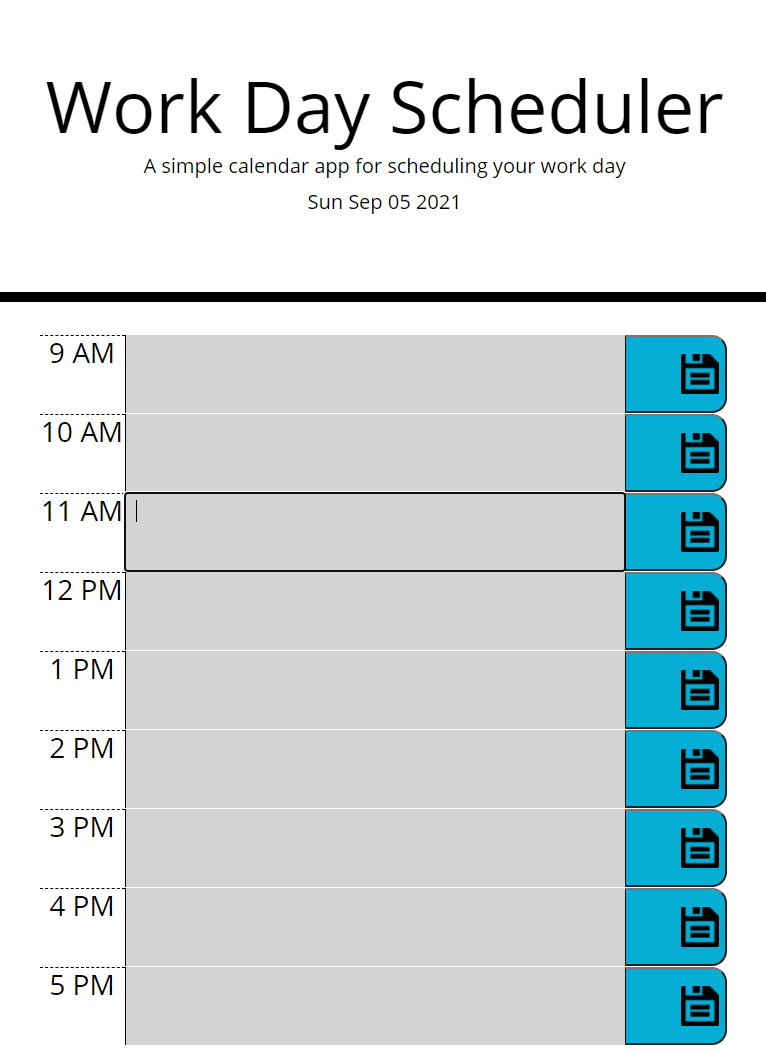 Work Day Scheduler
A simple calendar app for scheduling your work day
Sun Sep 05 2021
9 AM
10 AM
11 AM
12 PM
1 PM
2 PM
3 PM
4 PM
5 PM